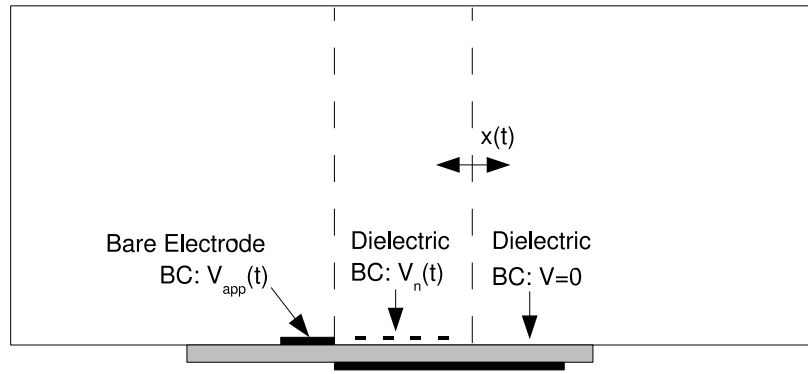 x(t)
Bare Electrode
BC: V_app(t)
Dielectric
BC: V_n(t)
Dielectric
BC: V=0